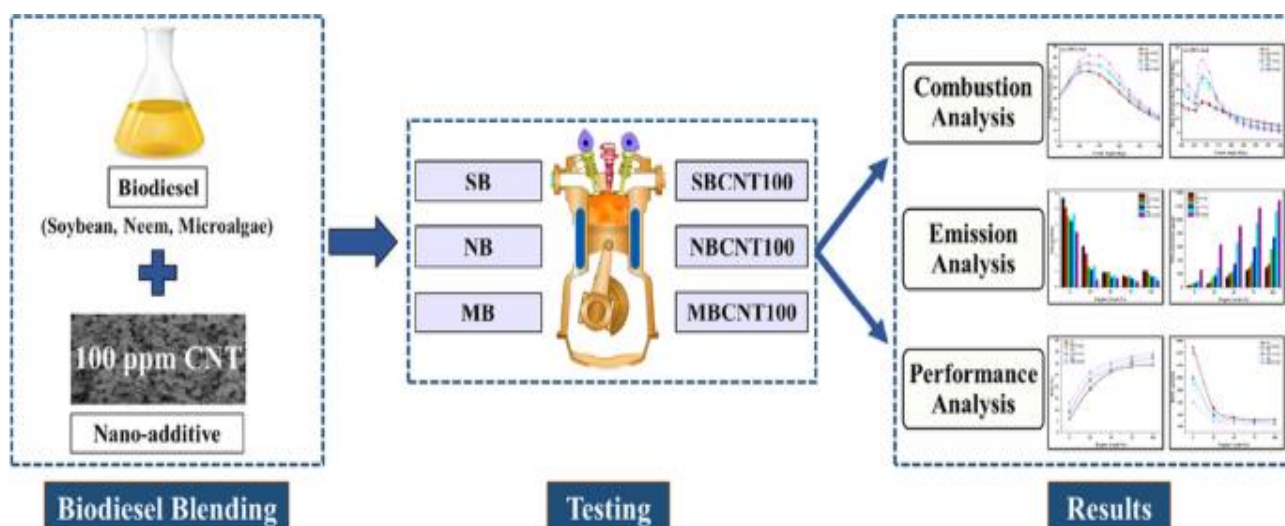 Biodiesel
(Soybean, Neem, Microalgae)
100 ppm CNT
Nano-additive
Biodiesel Blending
SB
NB
MB
SBCNT100
NBCNT100
MBCNT100
Testing
Combustion
Analysis
Emission
Analysis
Performance
Analysis
Results